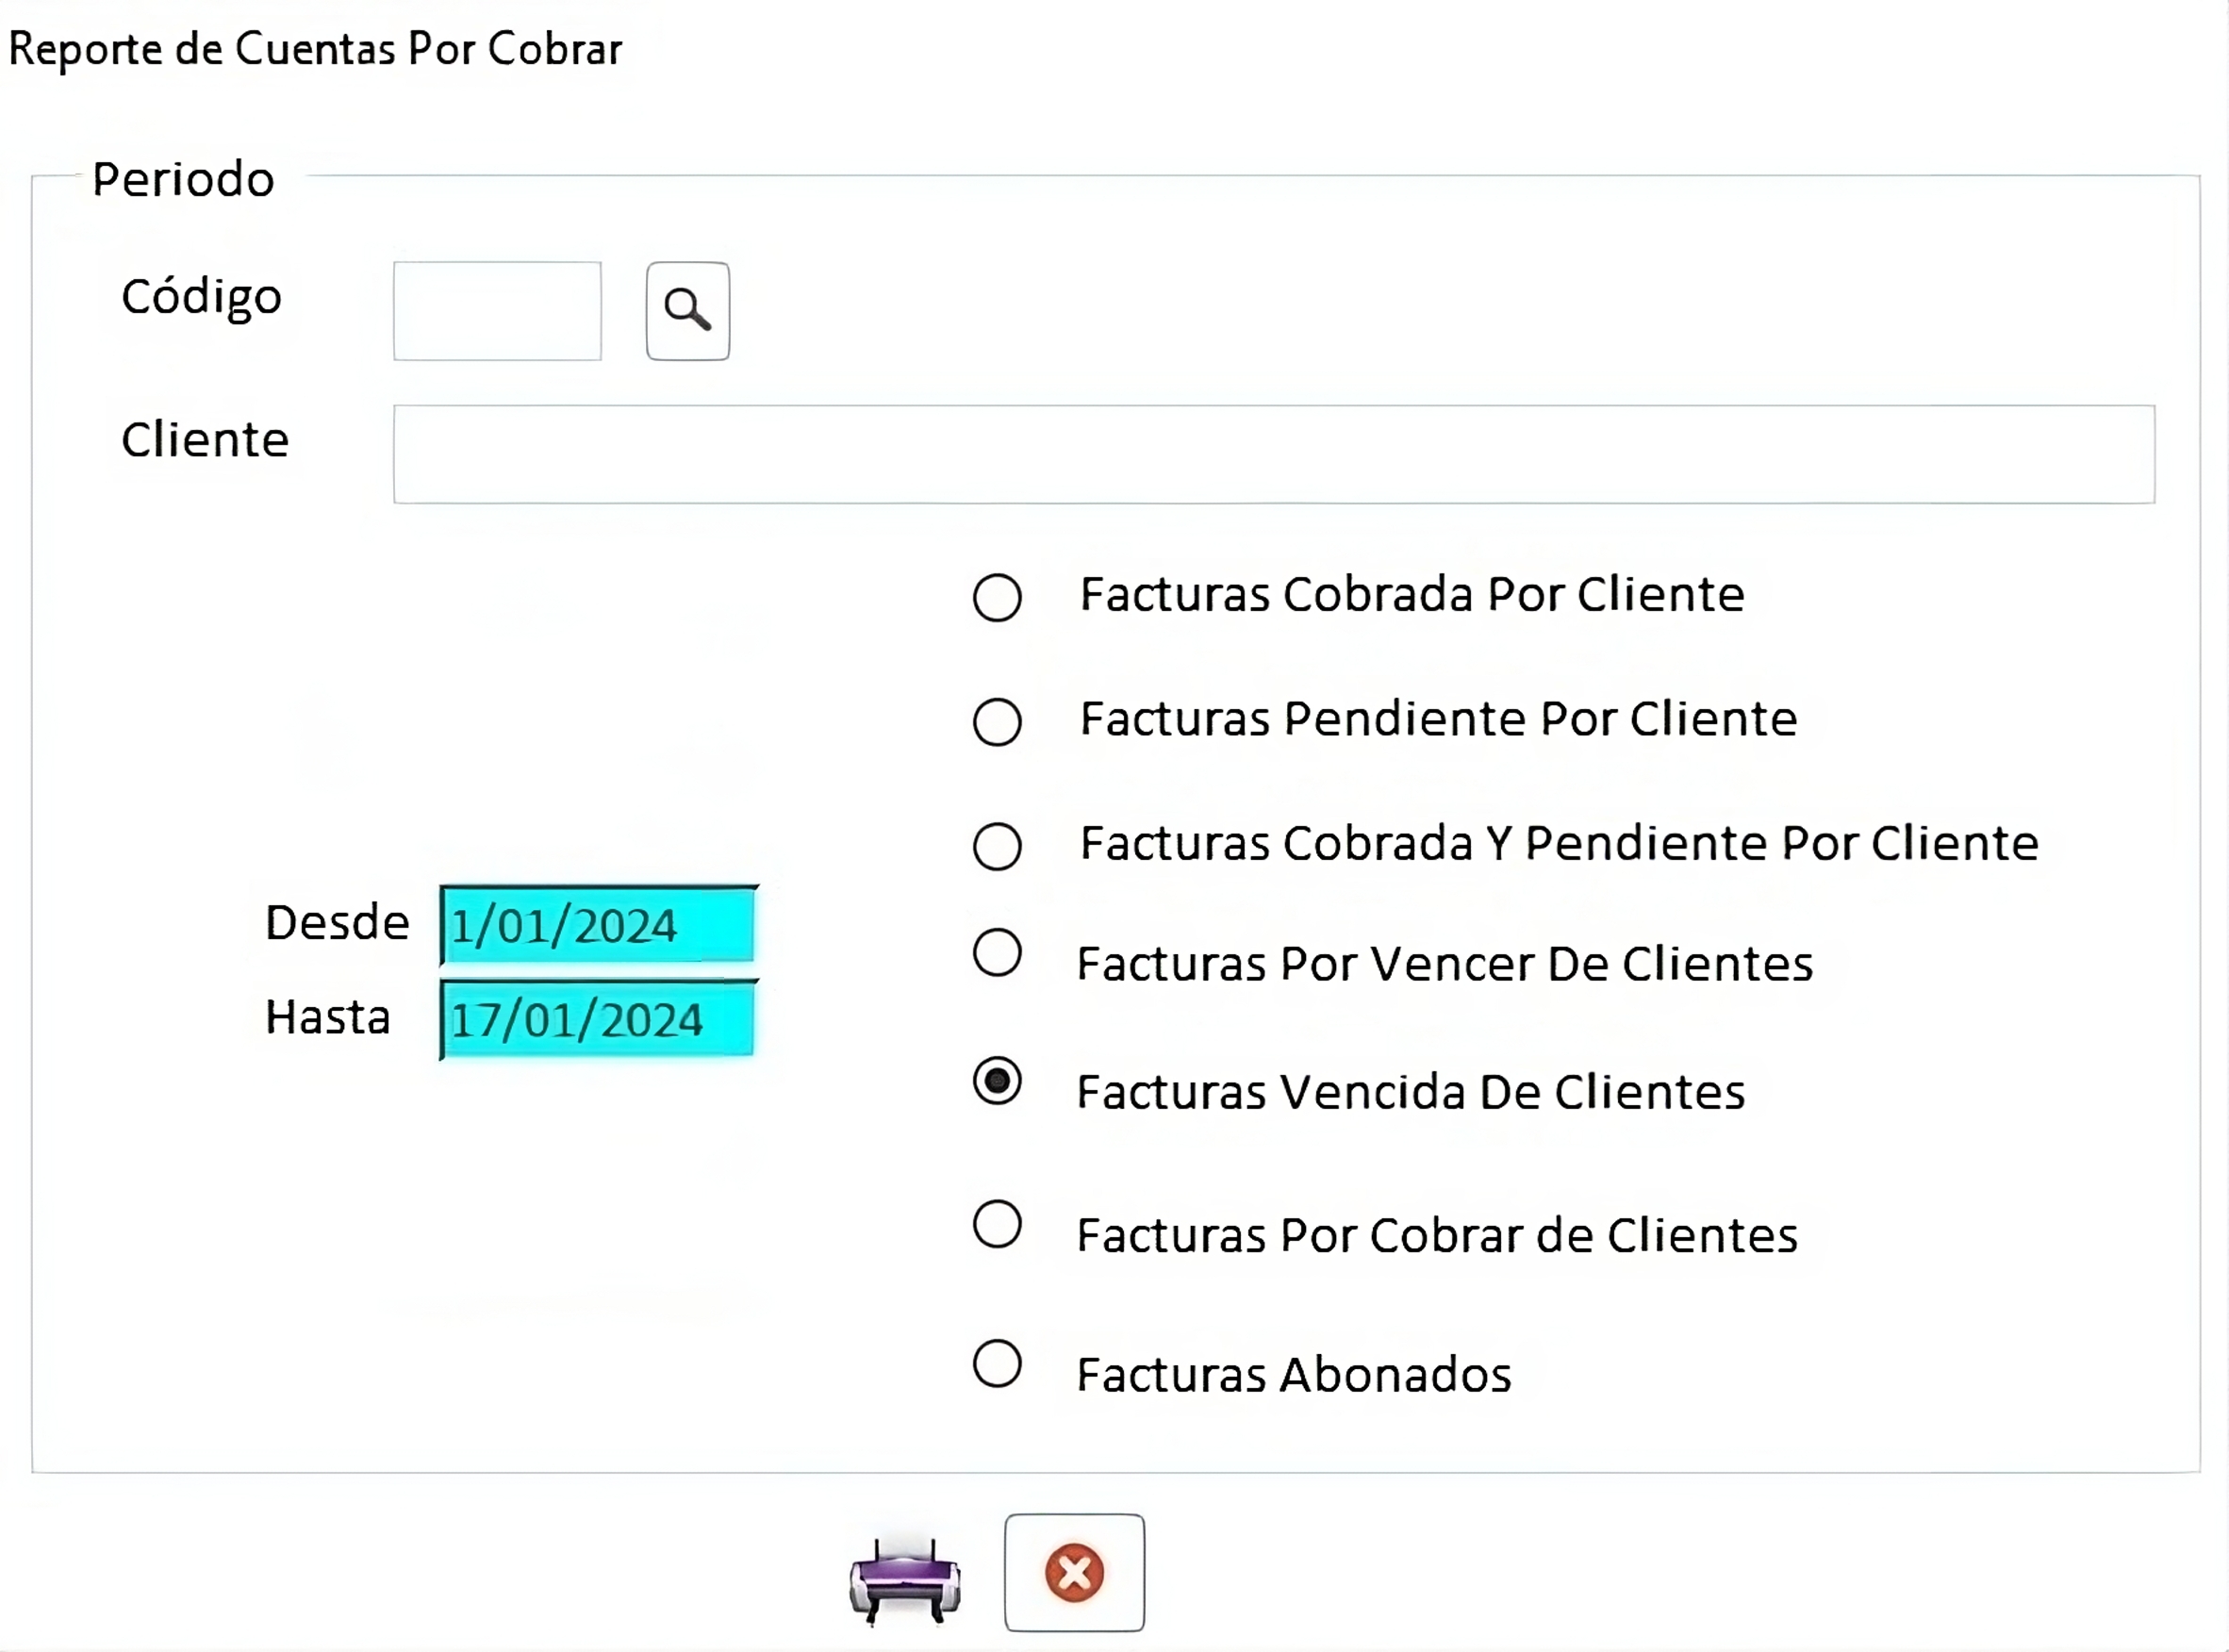 Reporte de Cuentas Por Cobrar
Periodo
Código
Cliente
Facturas Cobrada Por Cliente
Facturas Pendiente Por Cliente
Facturas Cobrada Y Pendiente Por Cliente
Desde 1/01/2024
Facturas Por Vencer De Clientes
Hasta 17/01/2024
Facturas Vencida De Clientes
Facturas Por Cobrar de Clientes
Facturas Abonados